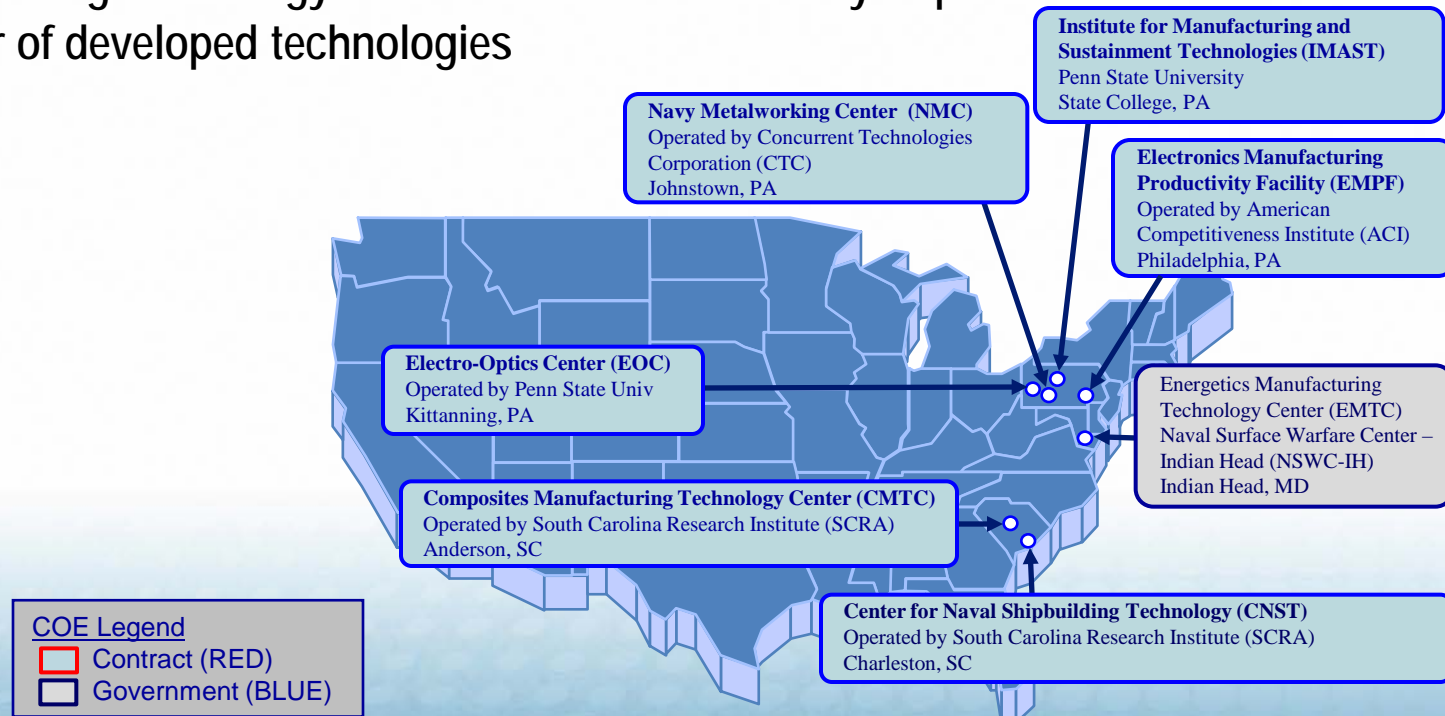 of developed technologies
Institute for Manufacturing and
Sustainment Technologies (IMAST)
Penn State University
State College, PA
Navy Metalworking Center (NMC)
Operated by Concurrent Technologies
Corporation (CTC)
Johnstown, PA
Electronics Manufacturing
Productivity Facility (EMPF)
Operated by American
Competitiveness Institute (ACI)
Philadelphia, PA
Electro-Optics Center (EOC)
Operated by Penn State Univ
Kittanning, PA
Energetics Manufacturing
Technology Center (EMTC)
Naval Surface Warfare Center –
Indian Head (NSWC-IH)
Indian Head, MD
Composites Manufacturing Technology Center (CMTC)
Operated by South Carolina Research Institute (SCRA)
Anderson, SC
Center for Naval Shipbuilding Technology (CNST)
Operated by South Carolina Research Institute (SCRA)
Charleston, SC
COE Legend
Contract (RED)
Government (BLUE)